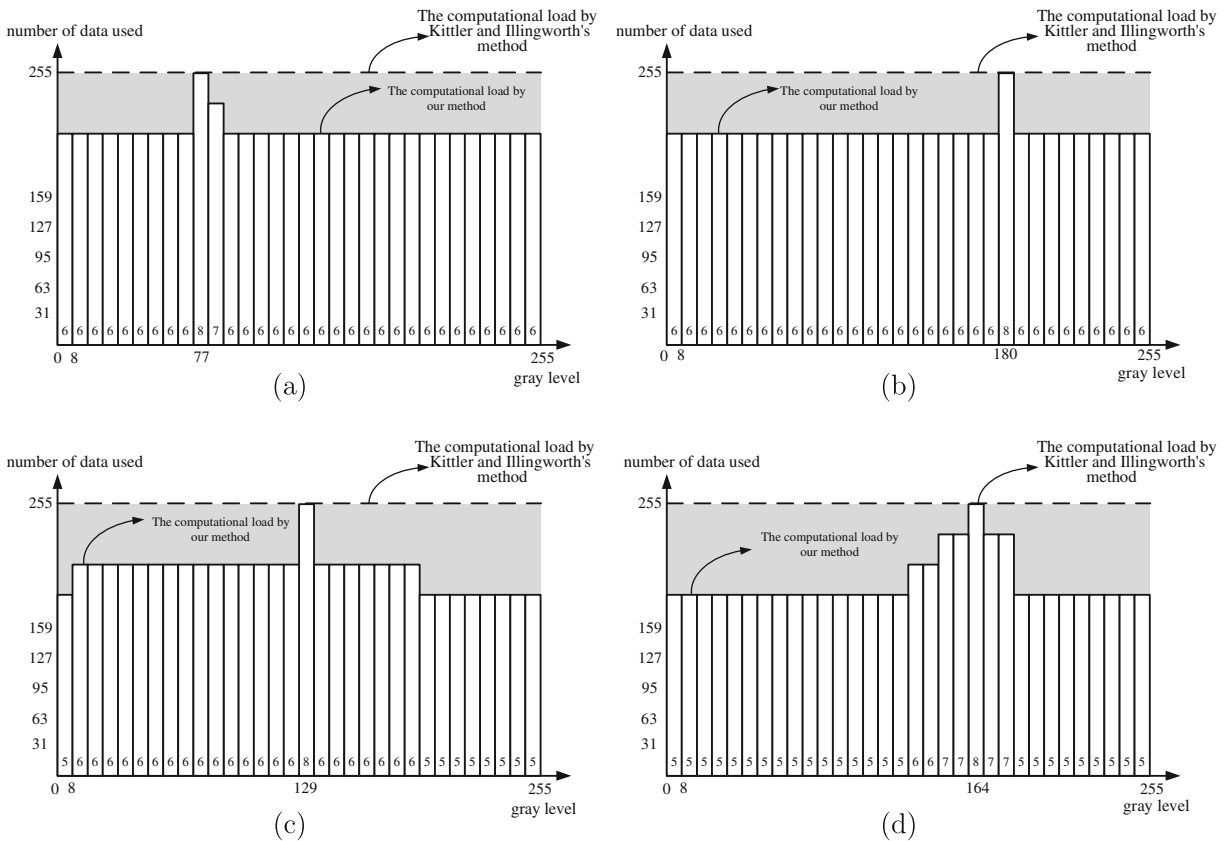 The computational load by
Kittler and Illingworth's
method
number of data used
255
The computational load by
our method
159
127
95
63
31
6 6 6 6 6 6 6 6 6 8 7 6 6 6 6 6 6 6 6 6 6 6 6 6 6 6 6 6 6 6 6 6
0 8 77 255
gray level
(a)
The computational load by
Kittler and Illingworth's
method
number of data used
255
The computational load by
our method
159
127
95
63
31
6 6 6 6 6 6 6 6 6 6 6 6 6 6 6 6 6 6 6 6 6 6 8 6 6 6 6 6 6 6 6 6
0 8 180 255
gray level
(b)
The computational load by
Kittler and Illingworth's
method
number of data used
255
The computational load by
our method
159
127
95
63
31
5 6 6 6 6 6 6 6 6 6 6 6 6 6 6 6 8 6 6 6 6 6 6 6 5 5 5 5 5 5 5 5
0 8 129 255
gray level
(c)
The computational load by
Kittler and Illingworth's
method
number of data used
255
The computational load by
our method
159
127
95
63
31
5 5 5 5 5 5 5 5 5 5 5 5 5 5 5 5 6 6 7 7 8 7 7 5 5 5 5 5 5 5 5 5
0 8 164 255
gray level
(d)